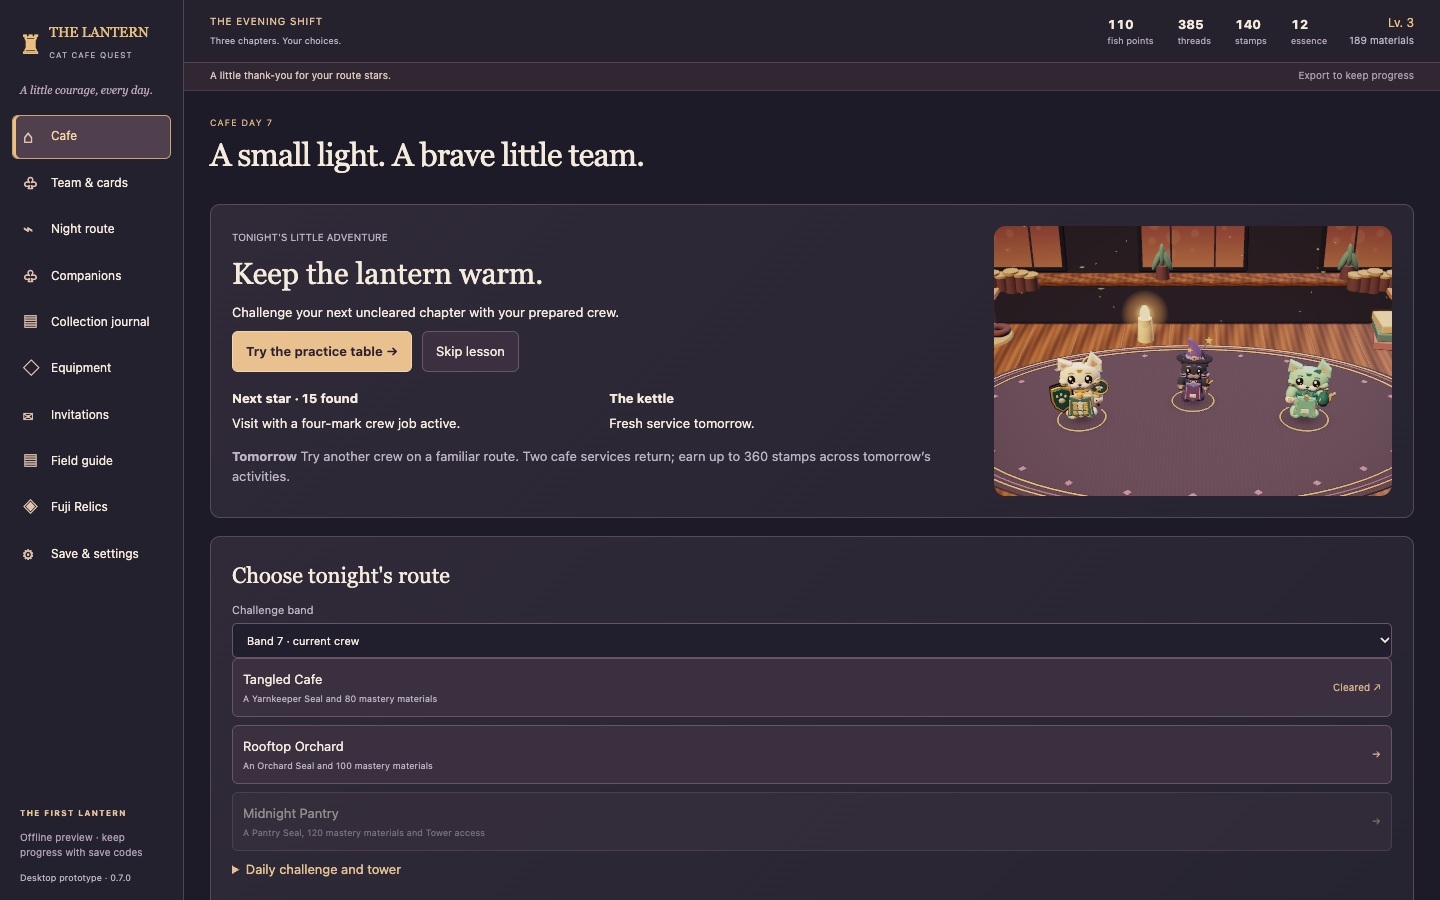 THE LANTERN
CAT CAFE QUEST
A little courage, every day.
Cafe
Team & cards
Night route
Companions
Collection journal
Equipment
Invitations
Field guide
Fuji Relics
Save & settings
THE FIRST LANTERN
Offline preview · keep
progress with save codes
Desktop prototype · 0.7.0
THE EVENING SHIFT
Three chapters. Your choices.
110
fish points
385
threads
140
stamps
12
essence
Lv. 3
189 materials
A little thank-you for your route stars.
Export to keep progress
CAFE DAY 7
A small light. A brave little team.
TONIGHT'S LITTLE ADVENTURE
Keep the lantern warm.
Challenge your next uncleared chapter with your prepared crew.
Try the practice table →
Skip lesson
Next star · 15 found
Visit with a four-mark crew job active.
The kettle
Fresh service tomorrow.
Tomorrow Try another crew on a familiar route. Two cafe services return; earn up to 360 stamps across tomorrow's
activities.
Choose tonight's route
Challenge band
Band 7 · current crew
Tangled Cafe
A Yarnkeeper Seal and 80 mastery materials
Cleared ↗
Rooftop Orchard
An Orchard Seal and 100 mastery materials
→
Midnight Pantry
A Pantry Seal, 120 mastery materials and Tower access
→
▶ Daily challenge and tower